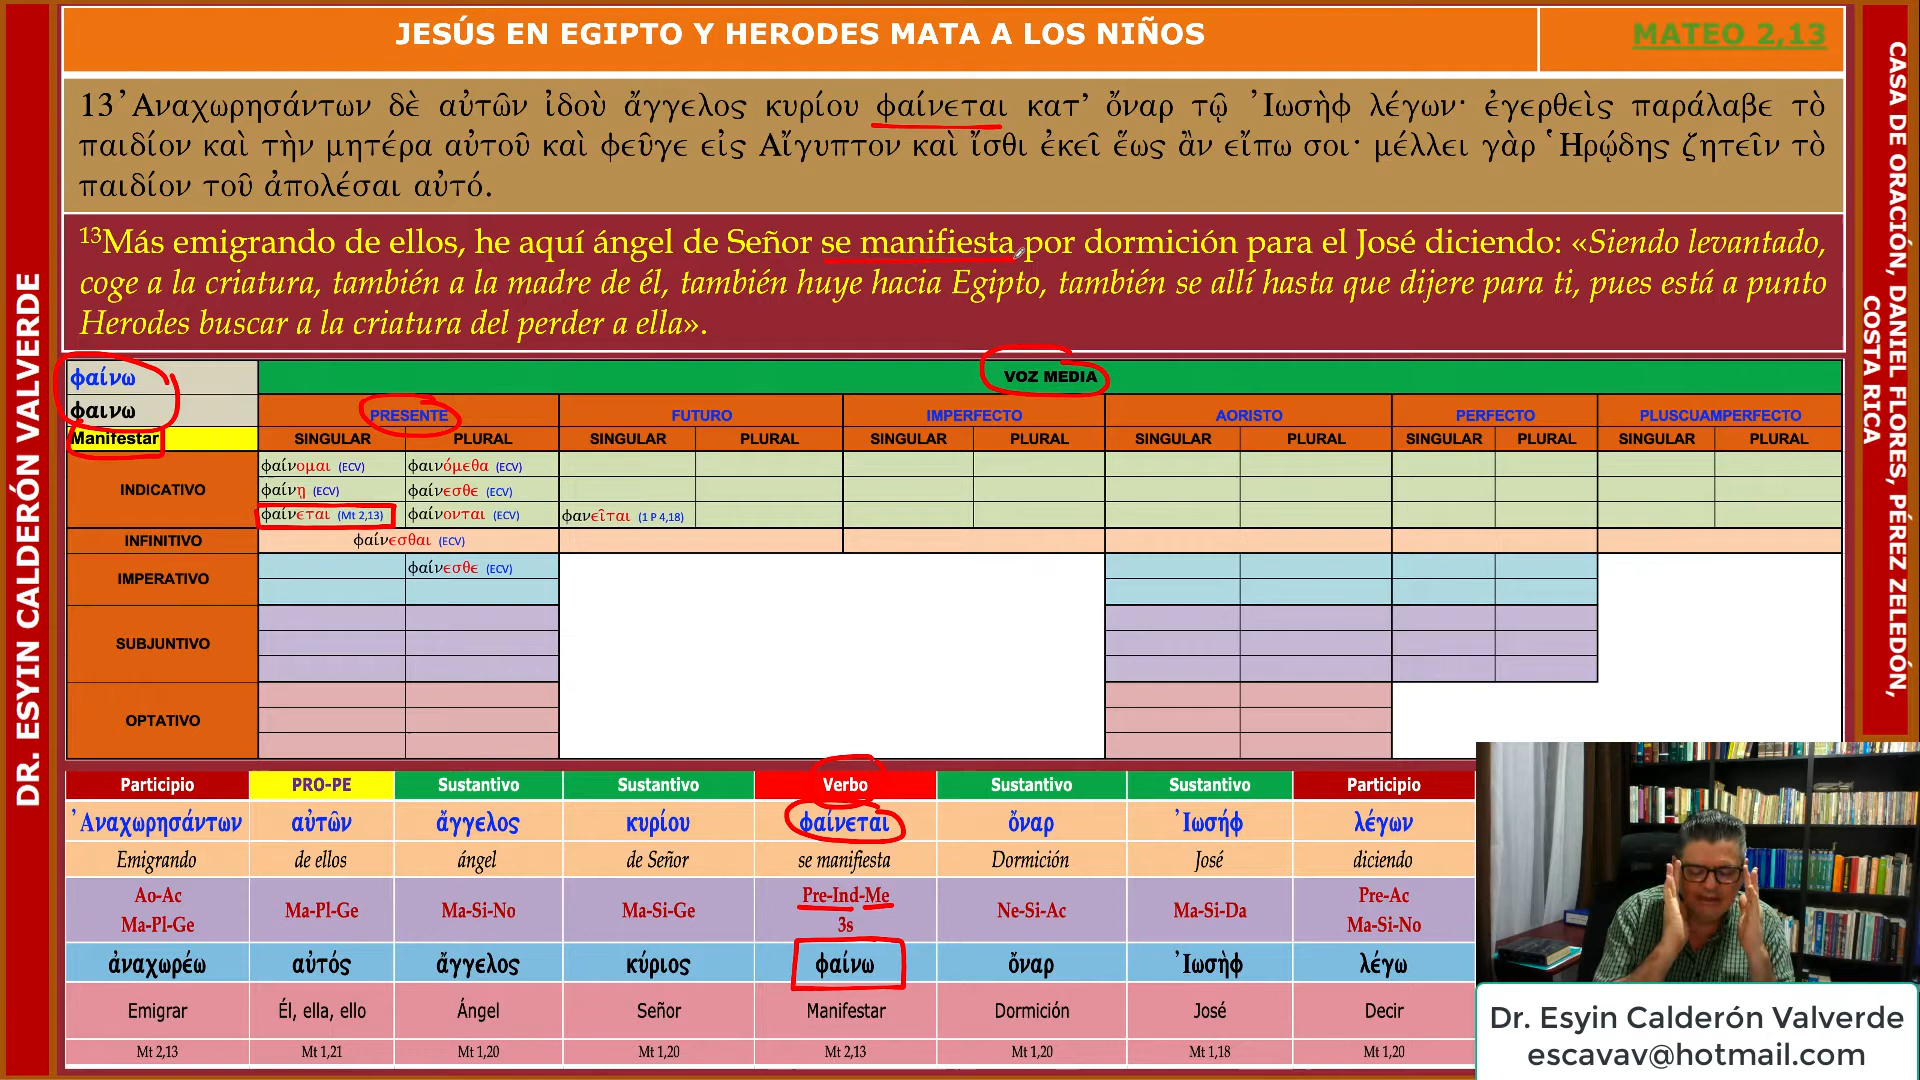 JESÚS EN EGIPTO Y HERODES MATA A LOS NIÑOS
MATEO 2,13
DR. ESYIN CALDERÓN VALVERDE
CASA DE ORACIÓN, DANIEL FLORES, PÉREZ ZELEDÓN,
COSTA RICA
13 Ἀναχωρησάντων δὲ αὐτῶν ἰδοὺ ἄγγελος κυρίου φαίνεται κατ’ ὄναρ τῷ Ἰωσὴφ λέγων· ἐγερθεὶς παράλαβε τὸ
παιδίον καὶ τὴν μητέρα αὐτοῦ καὶ φεῦγε εἰς Αἴγυπτον καὶ ἴσθι ἐκεῖ ἕως ἂν εἴπω σοι· μέλλει γὰρ Ἡρῴδης ζητεῖν τὸ
παιδίον τοῦ ἀπολέσαι αὐτό.
13Más emigrando de ellos, he aquí ángel de Señor se manifiesta por dormición para el José diciendo: «Siendo levantado,
coge a la criatura, también a la madre de él, también huye hacia Egipto, también se allí hasta que dijere para ti, pues está a punto
Herodes buscar a la criatura del perder a ella».
φαίνω VOZ MEDIA
φαινω PRESENTE FUTURO IMPERFECTO AORISTO PERFECTO PLUSCUAMPERFECTO
Manifestar SINGULAR PLURAL SINGULAR PLURAL SINGULAR PLURAL SINGULAR PLURAL SINGULAR PLURAL SINGULAR PLURAL
INDICATIVO
φαίνομαι (ECV) φαινόμεθα (ECV)
φαίνῃ (ECV) φαίνεσθε (ECV)
φαίνεται (Mt 2,13) φαίνονται (ECV) φανεῖται (1 P 4,18)
INFINITIVO φαίνεσθαι (ECV)
IMPERATIVO φαίνεσθε (ECV)
SUBJUNTIVO
OPTATIVO
Participio PRO-PE Sustantivo Sustantivo Verbo Sustantivo Sustantivo Participio
Ἀναχωρησάντων αὐτῶν ἄγγελος κυρίου φαίνεται ὄναρ Ἰωσήφ λέγων
Emigrando de ellos ángel de Señor se manifiesta Dormición José diciendo
Ao-Ac Ma-Pl-Ge Ma-Pl-Ge Ma-Si-No Ma-Si-Ge Pre-Ind-Me 3s Ne-Si-Ac Ma-Si-Da Pre-Ac Ma-Si-No
ἀναχωρέω αὐτός ἄγγελος κύριος φαίνω ὄναρ Ἰωσὴφ λέγω
Emigrar Él, ella, ello Ángel Señor Manifestar Dormición José Decir
Mt 2,13 Mt 1,21 Mt 1,20 Mt 1,20 Mt 2,13 Mt 1,20 Mt 1,18 Mt 1,20
Dr. Esyin Calderón Valverde
escavav@hotmail.com